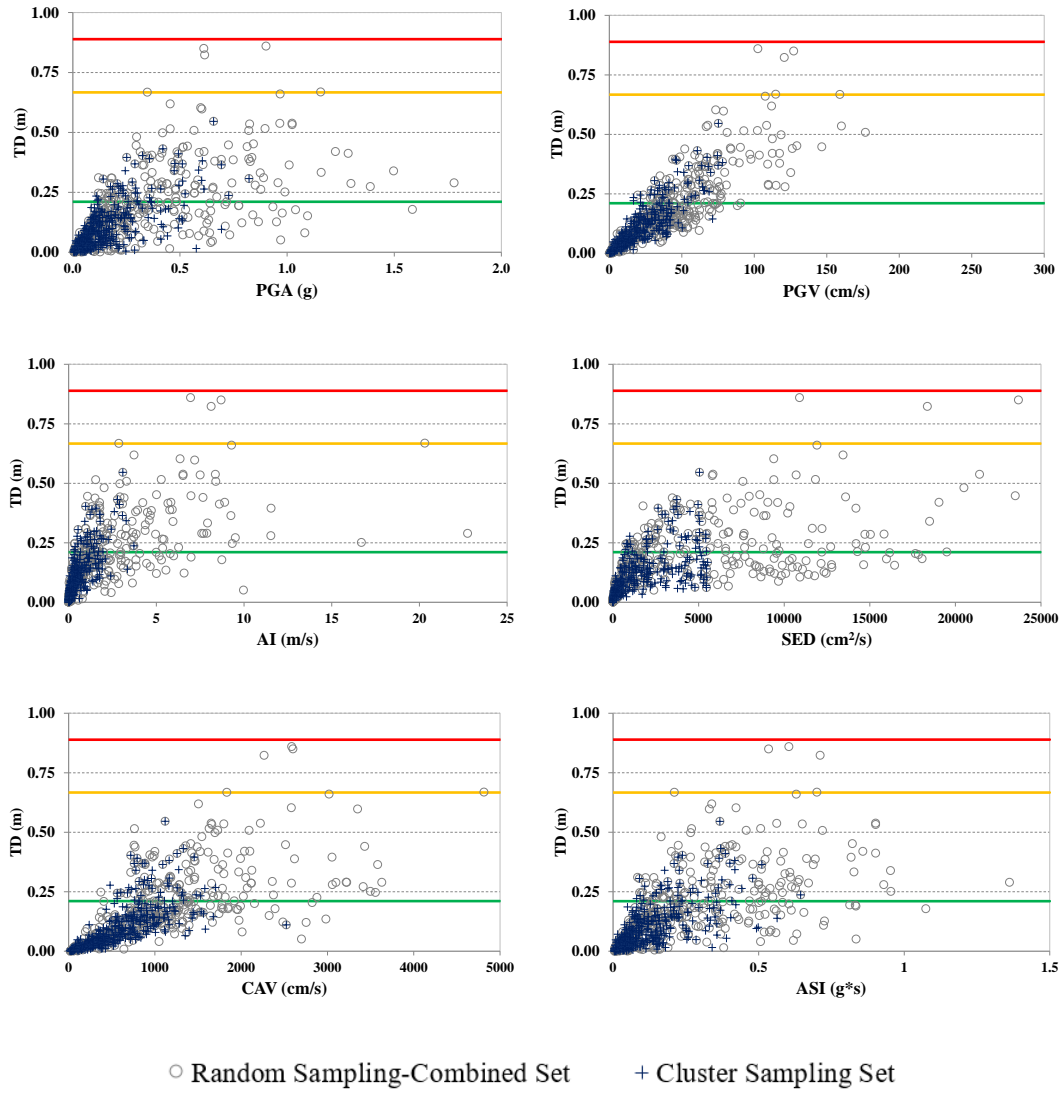 1.00
0.75
0.50
0.25
0.00
TD (m)
0.0 0.5 1.0 1.5 2.0
PGA (g)
1.00
0.75
0.50
0.25
0.00
TD (m)
0 50 100 150 200 250 300
PGV (cm/s)
1.00
0.75
0.50
0.25
0.00
TD (m)
0 5 10 15 20 25
AI (m/s)
1.00
0.75
0.50
0.25
0.00
TD (m)
0 5000 10000 15000 20000 25000
SED (cm²/s)
1.00
0.75
0.50
0.25
0.00
TD (m)
0 1000 2000 3000 4000 5000
CAV (cm/s)
1.00
0.75
0.50
0.25
0.00
TD (m)
0 0.5 1 1.5
ASI (g*s)
Random Sampling-Combined Set
Cluster Sampling Set